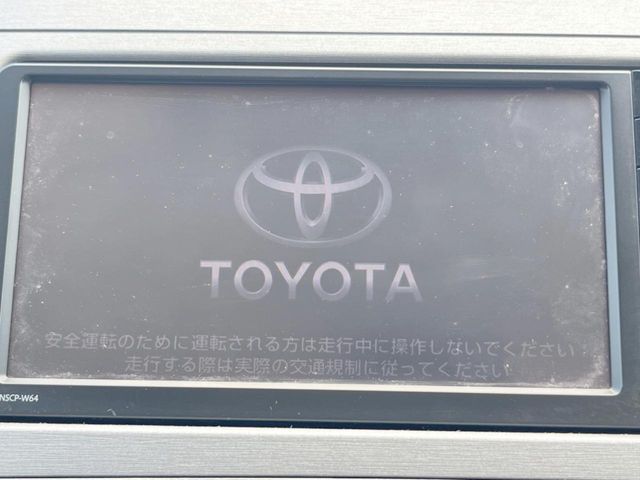 TOYOTA
安全運転のために運転される方は走行中に操作しないでください
走行する際は実際の交通規制に従ってください
NSCP-W64